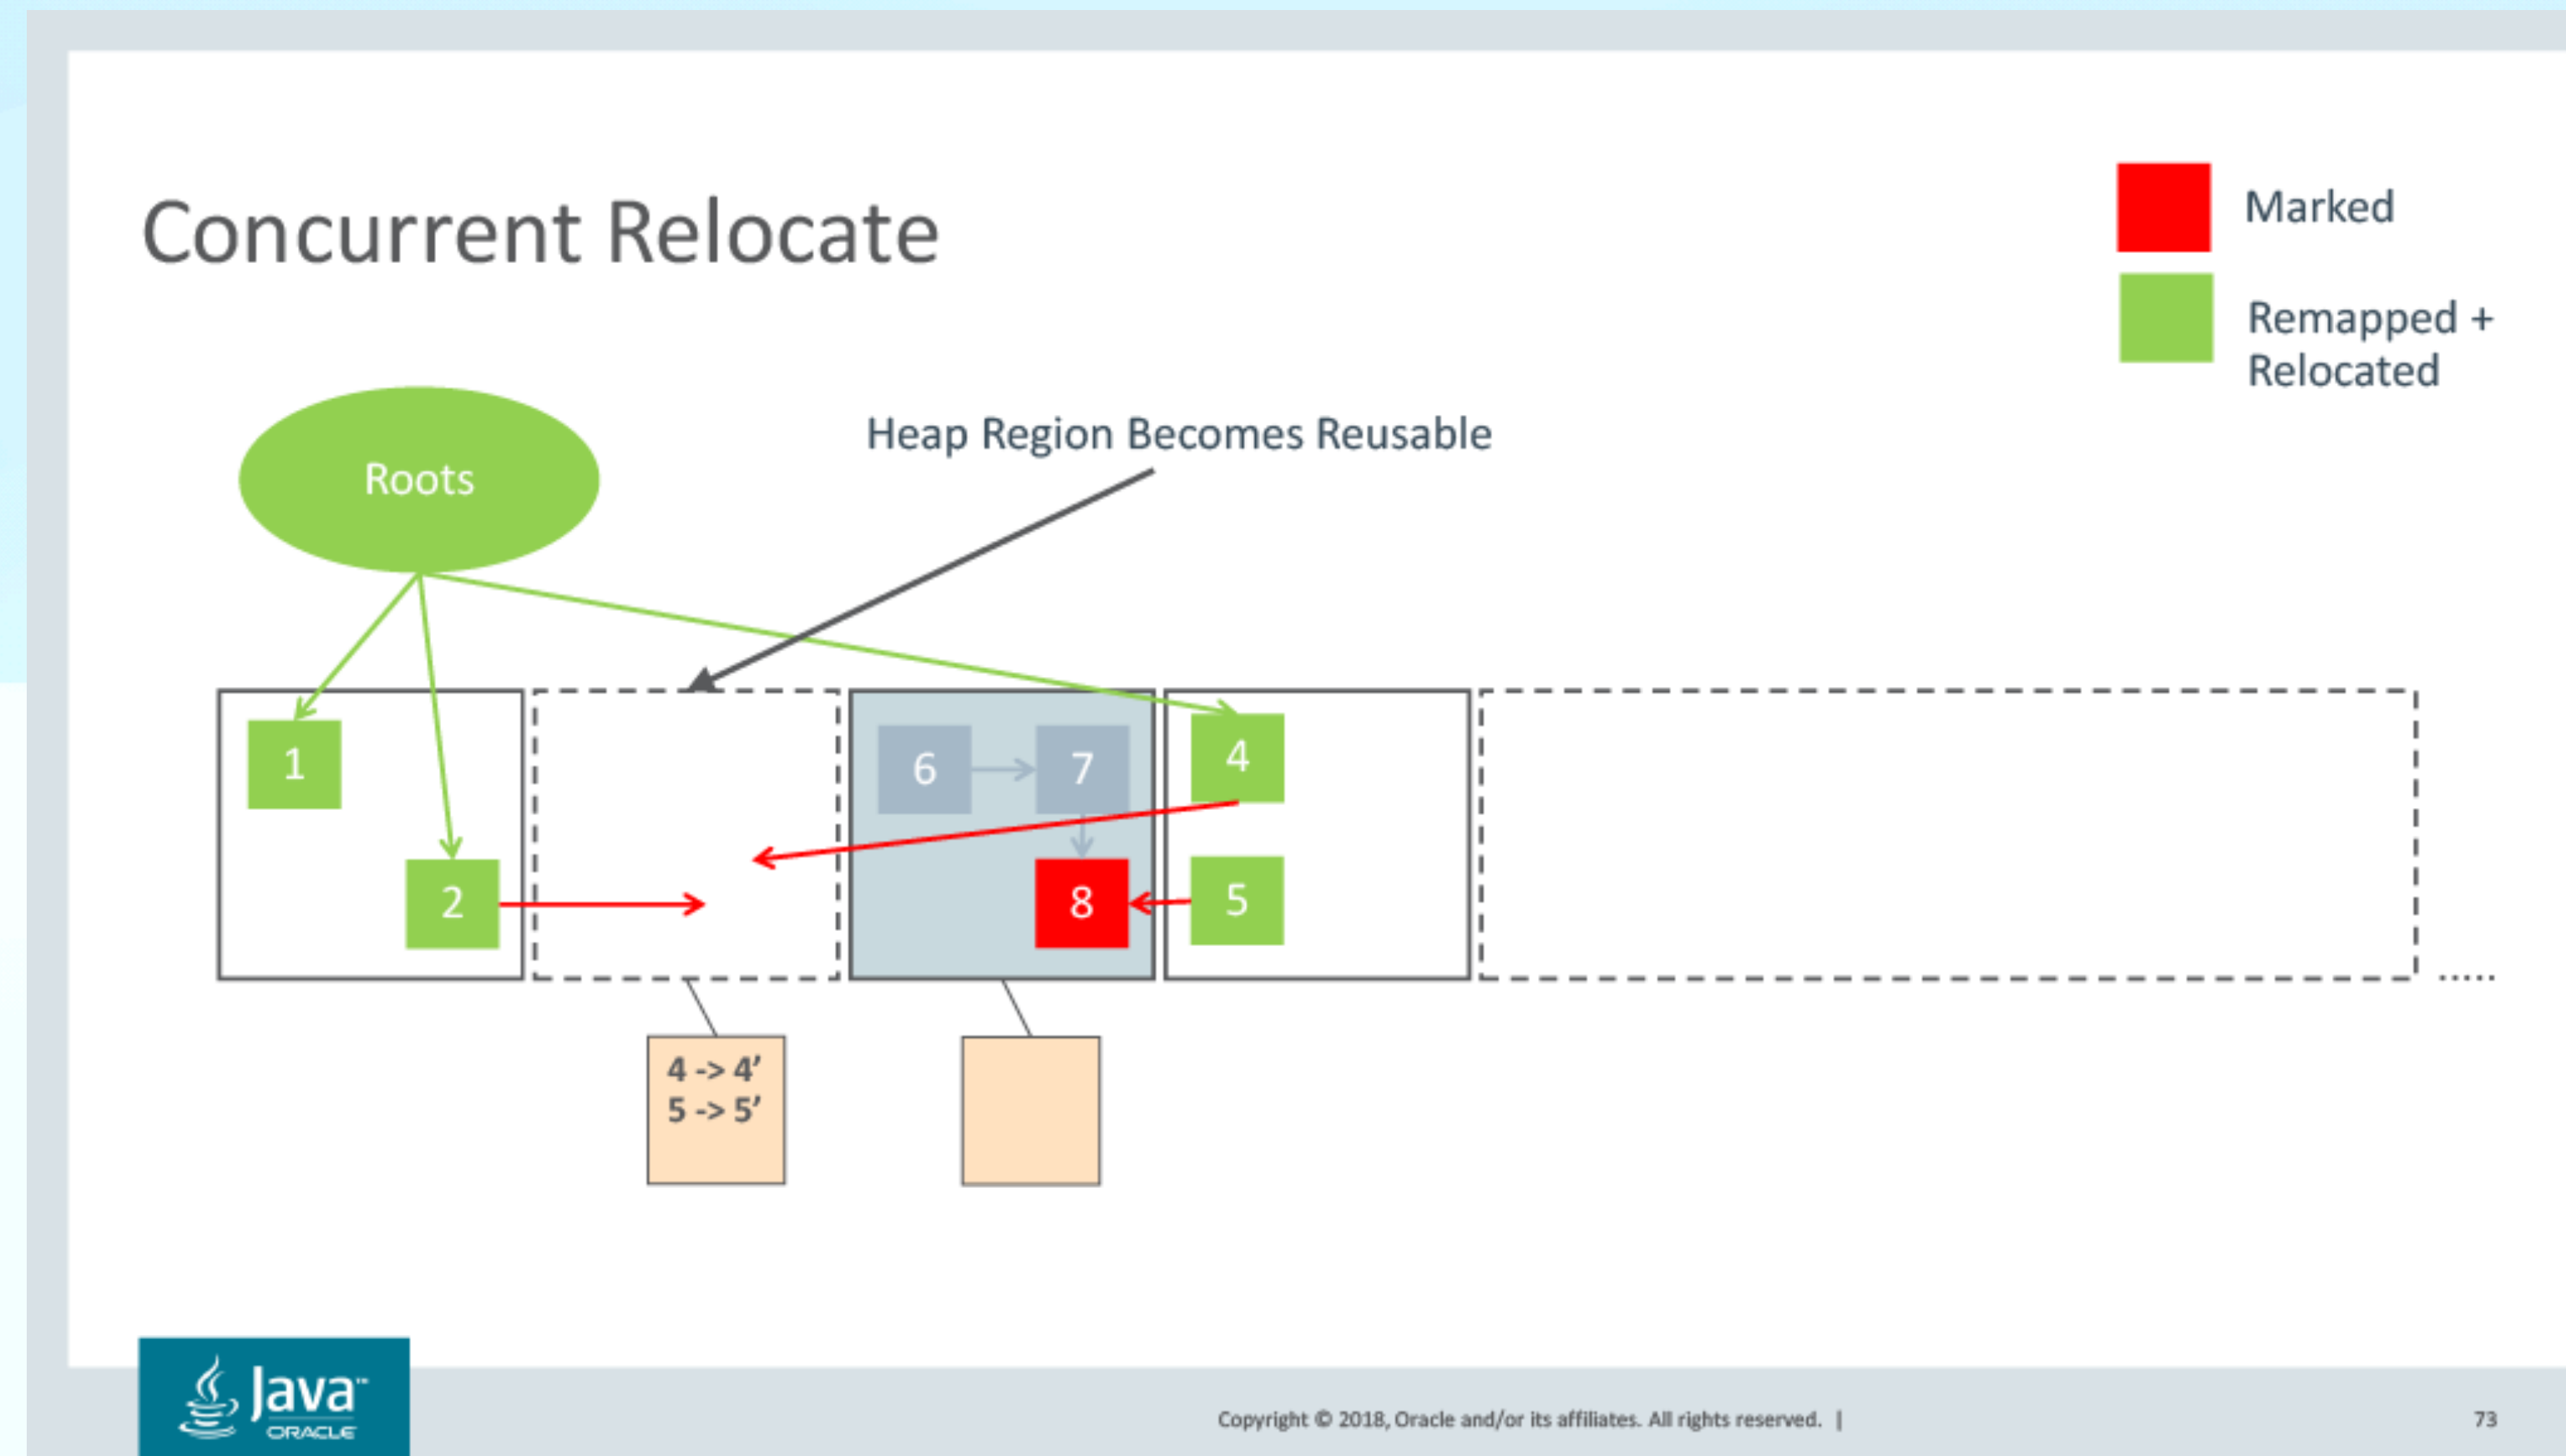 Concurrent Relocate
Marked
Remapped +
Relocated
Heap Region Becomes Reusable
Roots
1
2
6
7
8
4
5
.....
4 -> 4’
5 -> 5’
Java™
ORACLE
Copyright © 2018, Oracle and/or its affiliates. All rights reserved. |
73